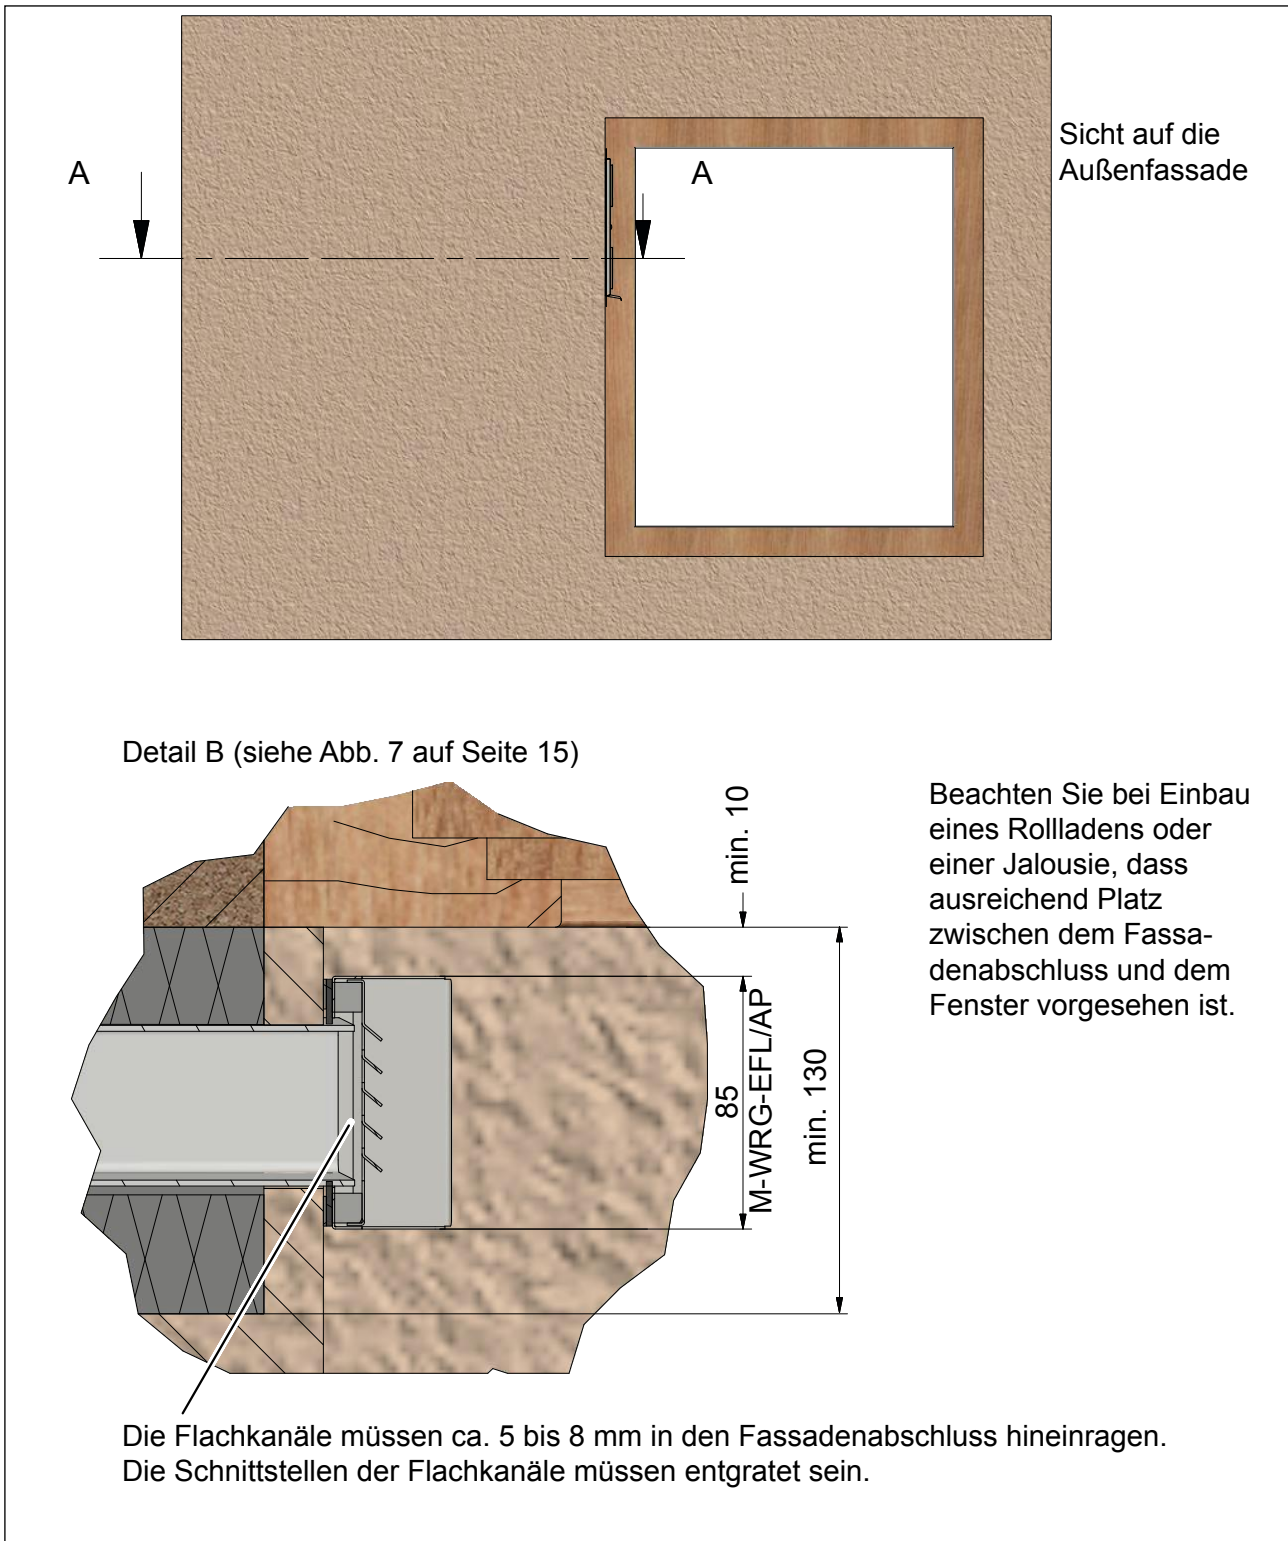 A
A
Sicht auf die
Außenfassade
Detail B (siehe Abb. 7 auf Seite 15)
min. 10
85
M-WRG-EFL/AP
min. 130
Beachten Sie bei Einbau
eines Rollladens oder
einer Jalousie, dass
ausreichend Platz
zwischen dem Fassa-
denabschluss und dem
Fenster vorgesehen ist.
Die Flachkanäle müssen ca. 5 bis 8 mm in den Fassadenabschluss hineinragen.
Die Schnittstellen der Flachkanäle müssen entgratet sein.